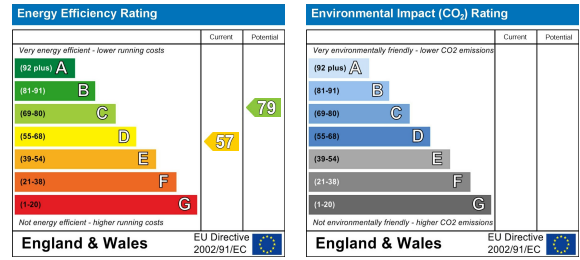 Energy Efficiency Rating
Current Potential
Very energy efficient - lower running costs
(92 plus) A
(81-91) B
(69-80) C
79
(55-68) D
57
(39-54) E
(21-38) F
(1-20) G
Not energy efficient - higher running costs
England & Wales
EU Directive
2002/91/EC
Environmental Impact (CO2) Rating
Current Potential
Very environmentally friendly - lower CO2 emissions
(92 plus) A
(81-91) B
(69-80) C
(55-68) D
(39-54) E
(21-38) F
(1-20) G
Not environmentally friendly - higher CO2 emissions
England & Wales
EU Directive
2002/91/EC